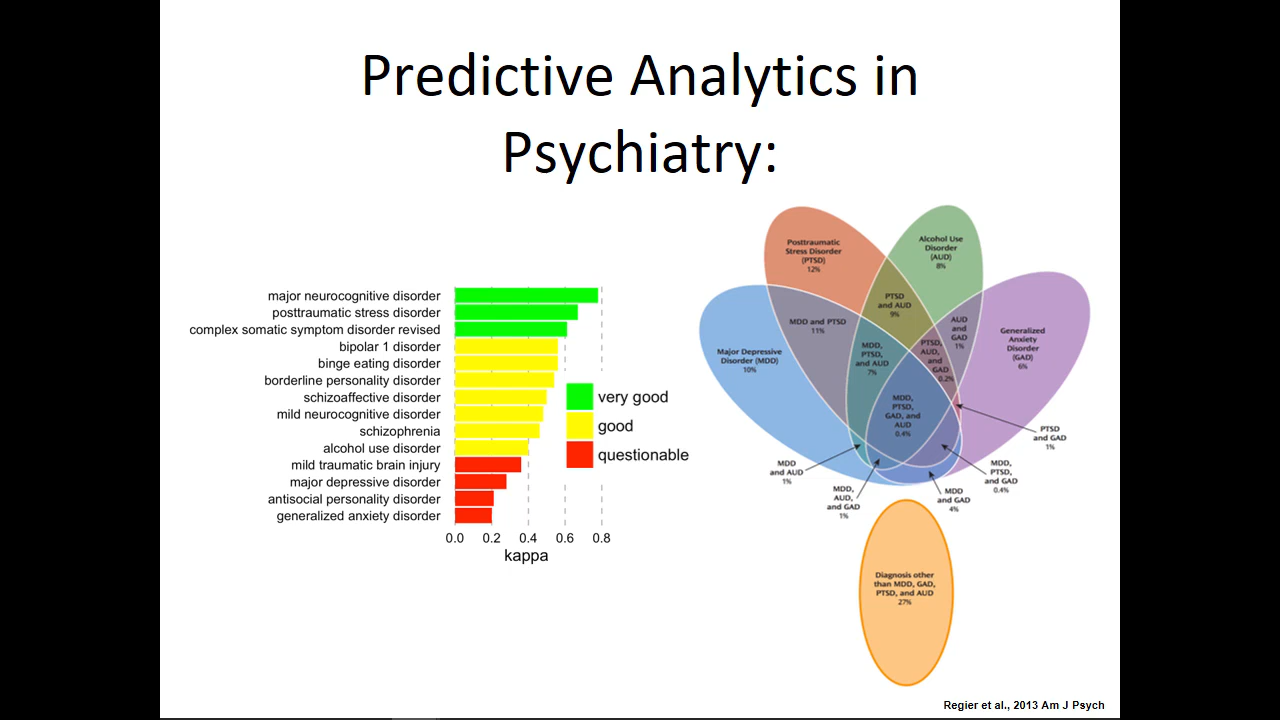 Predictive Analytics in
Psychiatry:
major neurocognitive disorder
posttraumatic stress disorder
complex somatic symptom disorder revised
bipolar 1 disorder
binge eating disorder
borderline personality disorder
schizoaffective disorder
mild neurocognitive disorder
schizophrenia
alcohol use disorder
mild traumatic brain injury
major depressive disorder
antisocial personality disorder
generalized anxiety disorder
0.0 0.2 0.4 0.6 0.8
kappa
very good
good
questionable
Posttraumatic
Stress Disorder
(PTSD)
12%
Alcohol Use
Disorder
(AUD)
8%
PTSD
and AUD
9%
MDD and PTSD
11%
AUD
and
GAD
1%
Generalized
Anxiety
Disorder
(GAD)
6%
Major Depressive
Disorder (MDD)
10%
MDD,
PTSD,
and AUD
7%
PTSD,
AUD,
and
GAD
0.2%
MDD,
PTSD,
GAD, and
AUD
0.4%
PTSD
and GAD
1%
MDD
and AUD
1%
MDD,
AUD,
and GAD
1%
MDD
and GAD
4%
MDD,
PTSD,
and GAD
0.4%
Diagnosis other
than MDD, GAD,
PTSD, and AUD
27%
Regier et al., 2013 Am J Psych